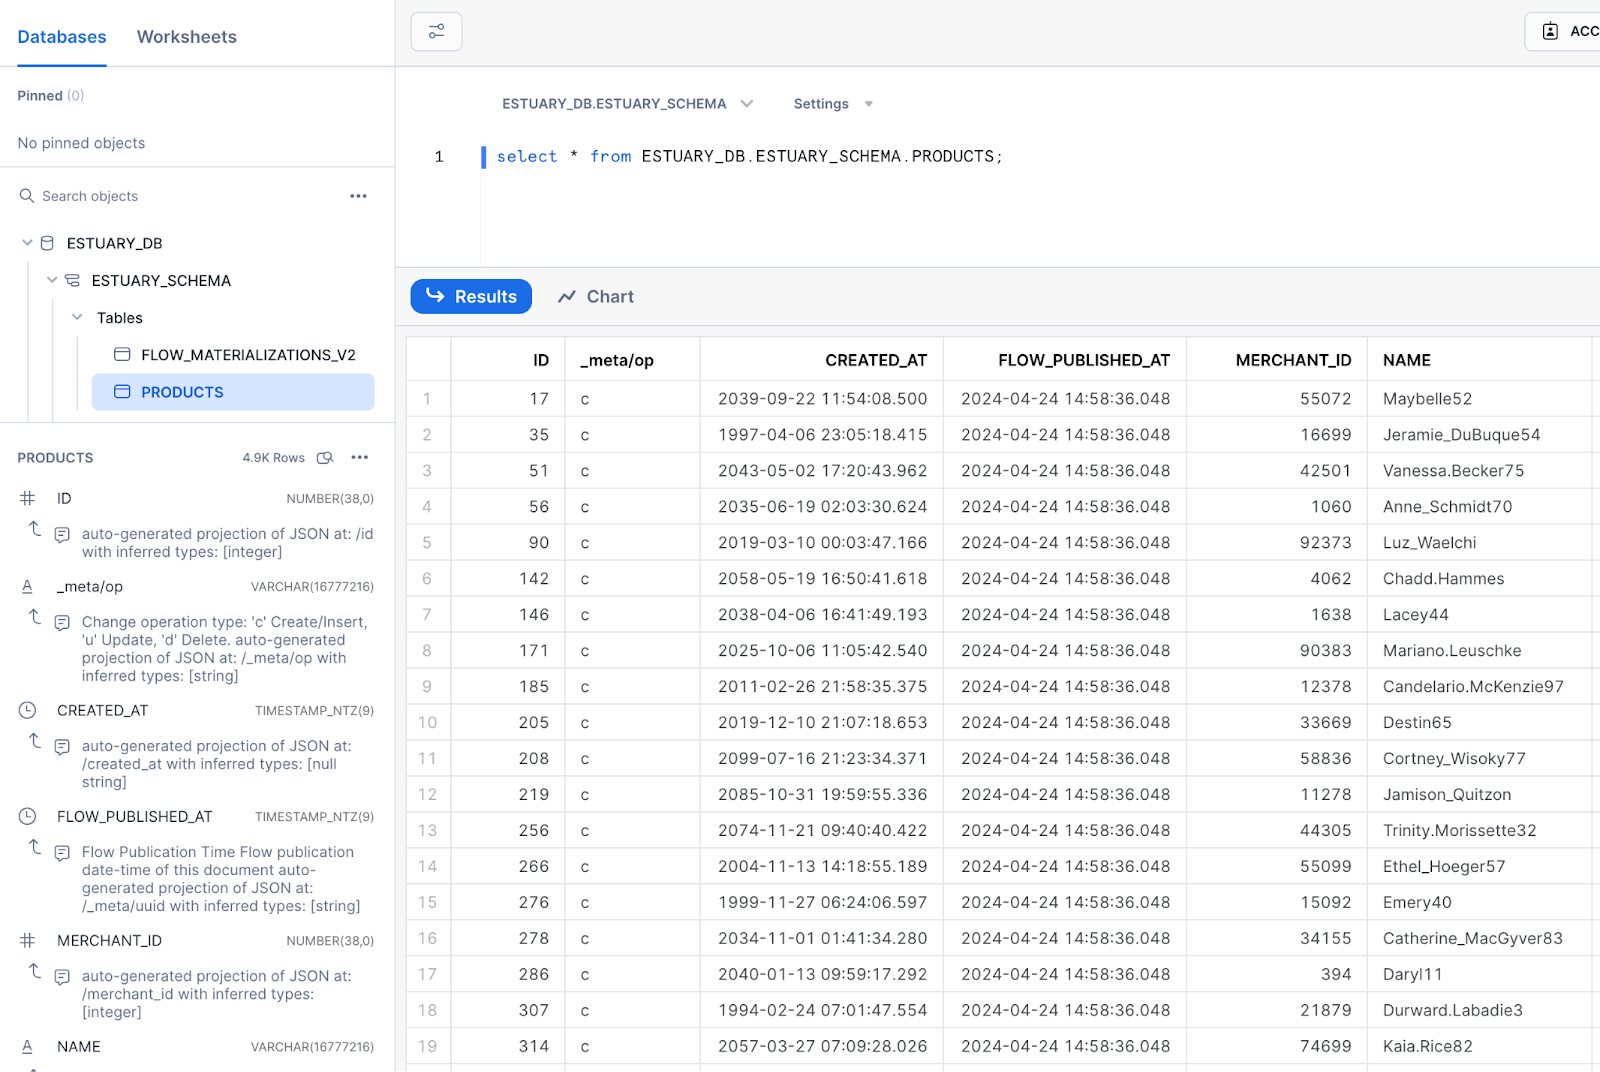 Databases Worksheets
Pinned (0)
No pinned objects
Search objects
ESTUARY_DB
ESTUARY_SCHEMA
Tables
FLOW_MATERIALIZATIONS_V2
PRODUCTS
PRODUCTS 4.9K Rows
ID NUMBER(38,0)
auto-generated projection of JSON at: /id
with inferred types: [integer]
_meta/op VARCHAR(16777216)
Change operation type: 'c' Create/Insert,
'u' Update, 'd' Delete. auto-generated
projection of JSON at: /_meta/op with
inferred types: [string]
CREATED_AT TIMESTAMP_NTZ(9)
auto-generated projection of JSON at:
/created_at with inferred types: [null
string]
FLOW_PUBLISHED_AT TIMESTAMP_NTZ(9)
Flow Publication Time Flow publication
date-time of this document auto-
generated projection of JSON at:
/_meta/uuid with inferred types: [string]
MERCHANT_ID NUMBER(38,0)
auto-generated projection of JSON at:
/merchant_id with inferred types:
[integer]
NAME VARCHAR(16777216)
ACC
ESTUARY_DB.ESTUARY_SCHEMA Settings
1 select * from ESTUARY_DB.ESTUARY_SCHEMA.PRODUCTS;
Results Chart
ID _meta/op CREATED_AT FLOW_PUBLISHED_AT MERCHANT_ID NAME
1 17 c 2039-09-22 11:54:08.500 2024-04-24 14:58:36.048 55072 Maybelle52
2 35 c 1997-04-06 23:05:18.415 2024-04-24 14:58:36.048 16699 Jeramie_DuBuque54
3 51 c 2043-05-02 17:20:43.962 2024-04-24 14:58:36.048 42501 Vanessa.Becker75
4 56 c 2035-06-19 02:03:30.624 2024-04-24 14:58:36.048 1060 Anne_Schmidt70
5 90 c 2019-03-10 00:03:47.166 2024-04-24 14:58:36.048 92373 Luz_Waelchi
6 142 c 2058-05-19 16:50:41.618 2024-04-24 14:58:36.048 4062 Chadd.Hammes
7 146 c 2038-04-06 16:41:49.193 2024-04-24 14:58:36.048 1638 Lacey44
8 171 c 2025-10-06 11:05:42.540 2024-04-24 14:58:36.048 90383 Mariano.Leuschke
9 185 c 2011-02-26 21:58:35.375 2024-04-24 14:58:36.048 12378 Candelario.McKenzie97
10 205 c 2019-12-10 21:07:18.653 2024-04-24 14:58:36.048 33669 Destin65
11 208 c 2099-07-16 21:23:34.371 2024-04-24 14:58:36.048 58836 Cortney_Wisoky77
12 219 c 2085-10-31 19:59:55.336 2024-04-24 14:58:36.048 11278 Jamison_Quitzon
13 256 c 2074-11-21 09:40:40.422 2024-04-24 14:58:36.048 44305 Trinity.Morissette32
14 266 c 2004-11-13 14:18:55.189 2024-04-24 14:58:36.048 55099 Ethel_Hoeger57
15 276 c 1999-11-27 06:24:06.597 2024-04-24 14:58:36.048 15092 Emery40
16 278 c 2034-11-01 01:41:34.280 2024-04-24 14:58:36.048 34155 Catherine_MacGyver83
17 286 c 2040-01-13 09:59:17.292 2024-04-24 14:58:36.048 394 Daryl11
18 307 c 1994-02-24 07:01:47.554 2024-04-24 14:58:36.048 21879 Durward.Labadie3
19 314 c 2057-03-27 07:09:28.026 2024-04-24 14:58:36.048 74699 Kaia.Rice82